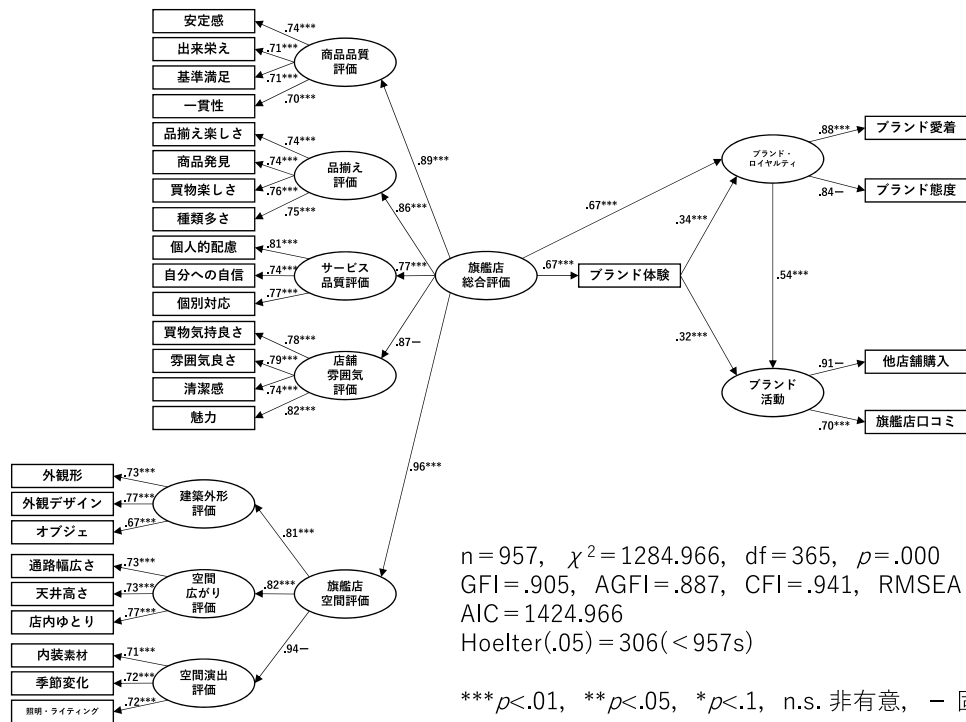 安定感
出来栄え
基準満足
一貫性
.74***
.71***
.71***
.70***
商品品質
評価
品揃え楽しさ
商品発見
買物楽しさ
種類多さ
.74***
.74***
.76***
.75***
品揃え
評価
個人的配慮
自分への自信
個別対応
.81***
.74***
.77***
サービス
品質評価
買物気持良さ
雰囲気良さ
清潔感
魅力
.78***
.79***
.74***
.82***
店舗
雰囲気
評価
.89***
.86***
.77***
.87−
.96***
旗艦店
総合評価
.67***
.67***
ブランド体験
.34***
.32***
ブランド・
ロイヤルティ
.88***
.84−
ブランド愛着
ブランド態度
.54***
ブランド
活動
.91−
.70***
他店舗購入
旗艦店口コミ
外観形
外観デザイン
オブジェ
.73***
.77***
.67***
建築外形
評価
通路幅広さ
天井高さ
店内ゆとり
.73***
.73***
.77***
空間
広がり
評価
内装素材
季節変化
照明・ライティング
.71***
.72***
.72***
空間演出
評価
.81***
.82***
.94−
旗艦店
空間評価
n＝957, χ²＝1284.966, df＝365, p＝.000
GFI＝.905, AGFI＝.887, CFI＝.941, RMSEA
AIC＝1424.966
Hoelter(.05)＝306(＜957s)
***p<.01, **p<.05, *p<.1, n.s. 非有意, −